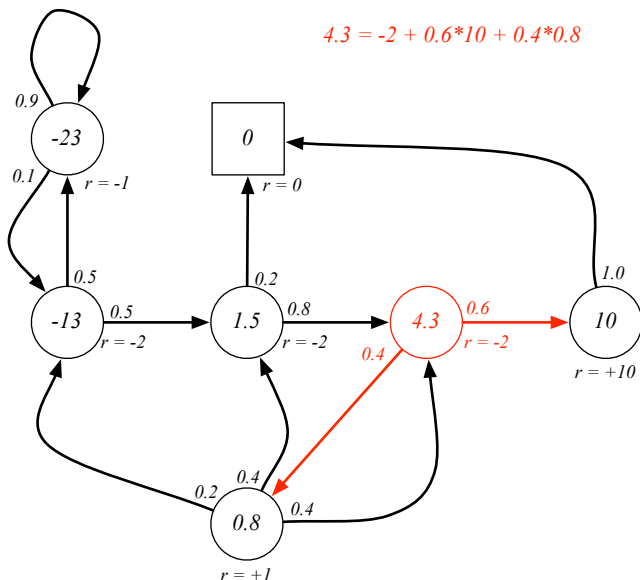 4.3 = -2 + 0.6*10 + 0.4*0.8
0.9
-23
0
0.1
r = -1
r = 0
0.5
0.2
1.0
-13
0.5
r = -2
1.5
0.8
r = -2
4.3
0.6
r = -2
10
0.4
r = +10
0.2
0.4
0.4
0.8
r = +1